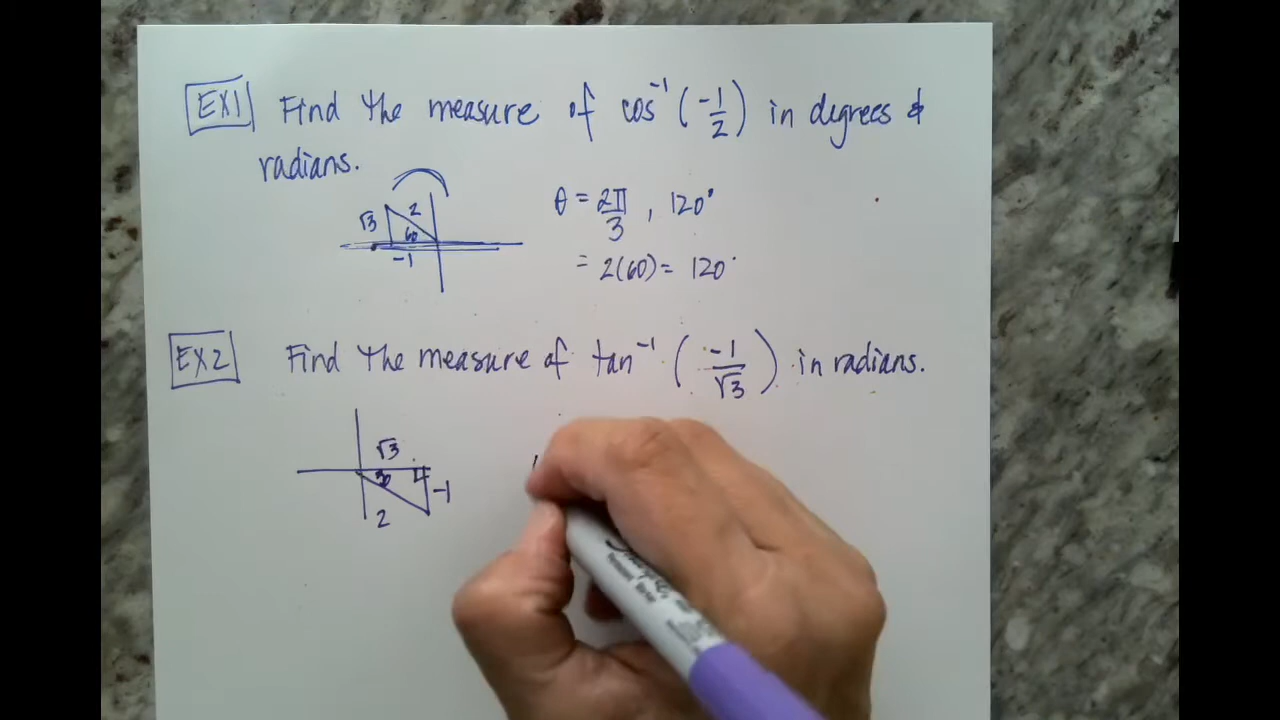 EX1 Find the measure of cos⁻¹(-1/2) in degrees &
radians.
√3 2 60 -1
θ = 2π/3 , 120°
= 2(60) = 120°
EX2 Find the measure of tan⁻¹(-1/√3) in radians.
√3
30 -1
2
Sharpie